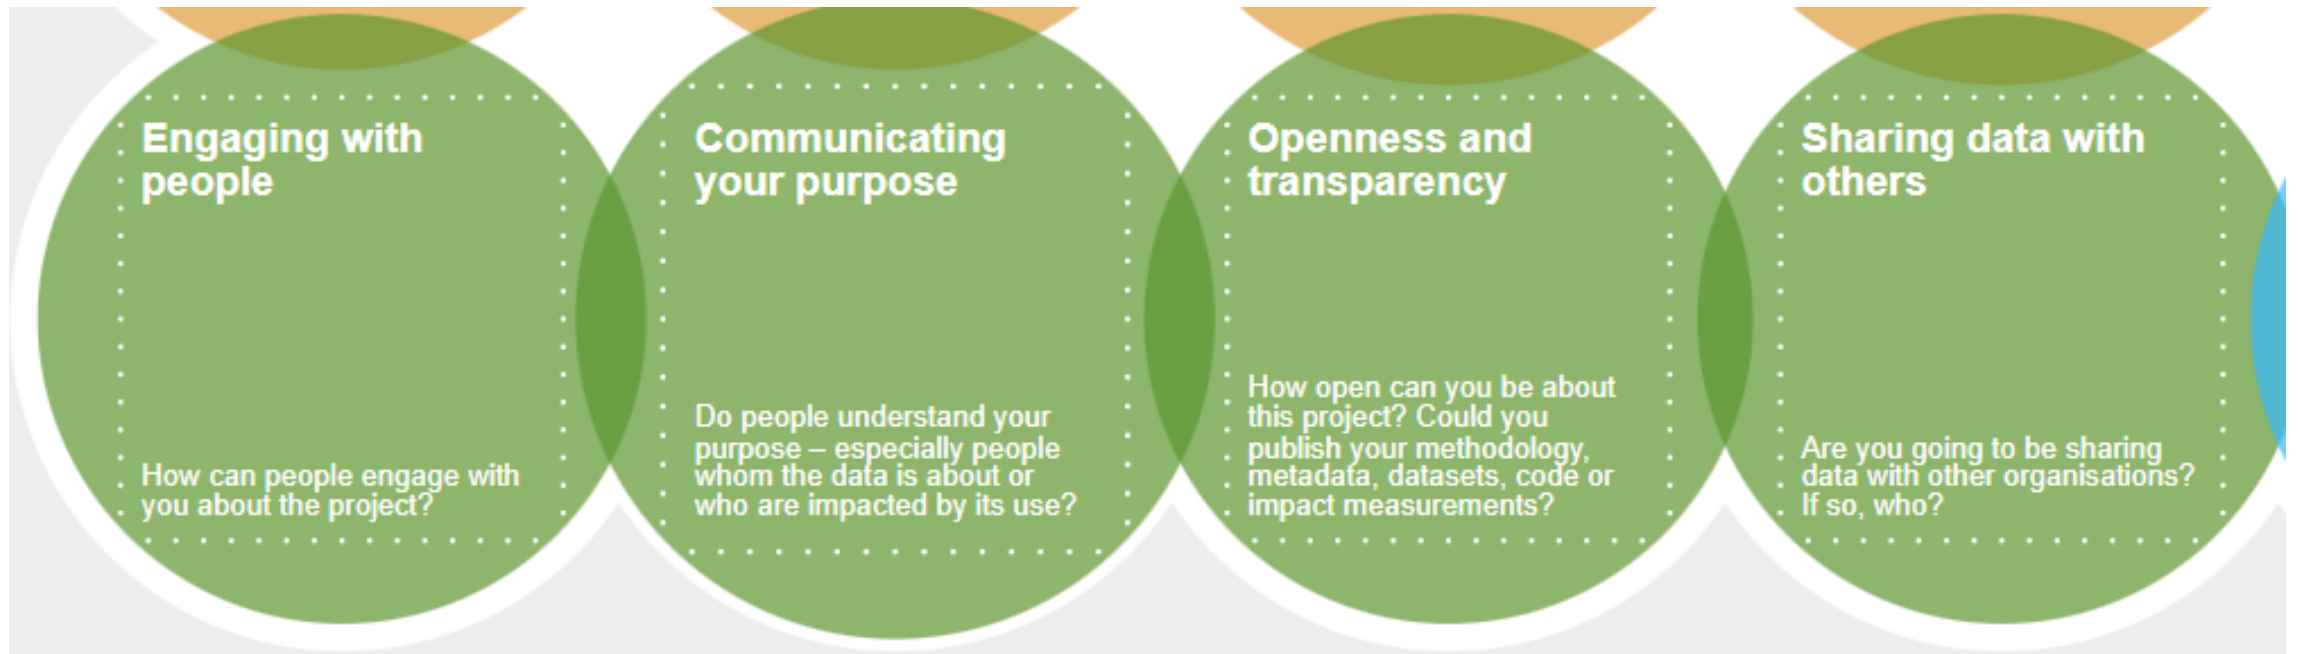 Engaging with
people
How can people engage with
you about the project?
Communicating
your purpose
Do people understand your
purpose – especially people
whom the data is about or
who are impacted by its use?
Openness and
transparency
How open can you be about
this project? Could you
publish your methodology,
metadata, datasets, code or
impact measurements?
Sharing data with
others
Are you going to be sharing
data with other organisations?
If so, who?